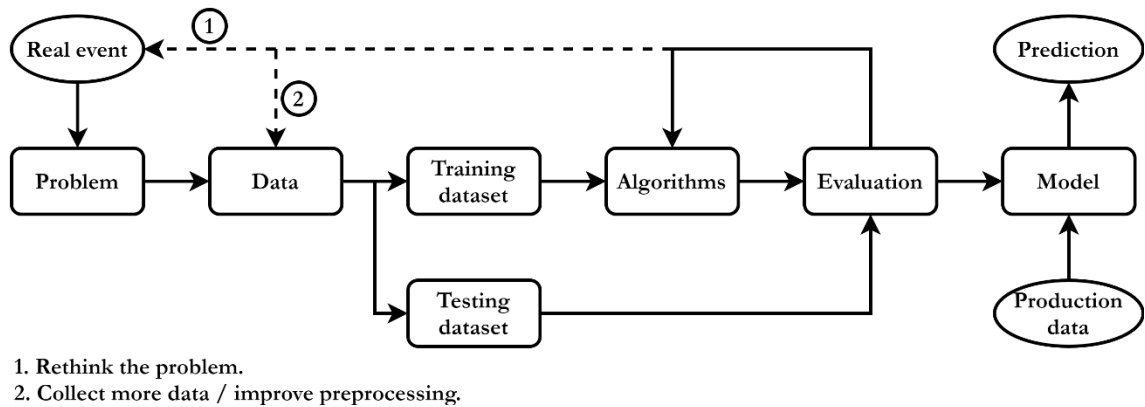 Real event
1
Prediction
2
Problem
Data
Training
dataset
Algorithms
Evaluation
Model
Testing
dataset
Production
data
1. Rethink the problem.
2. Collect more data / improve preprocessing.